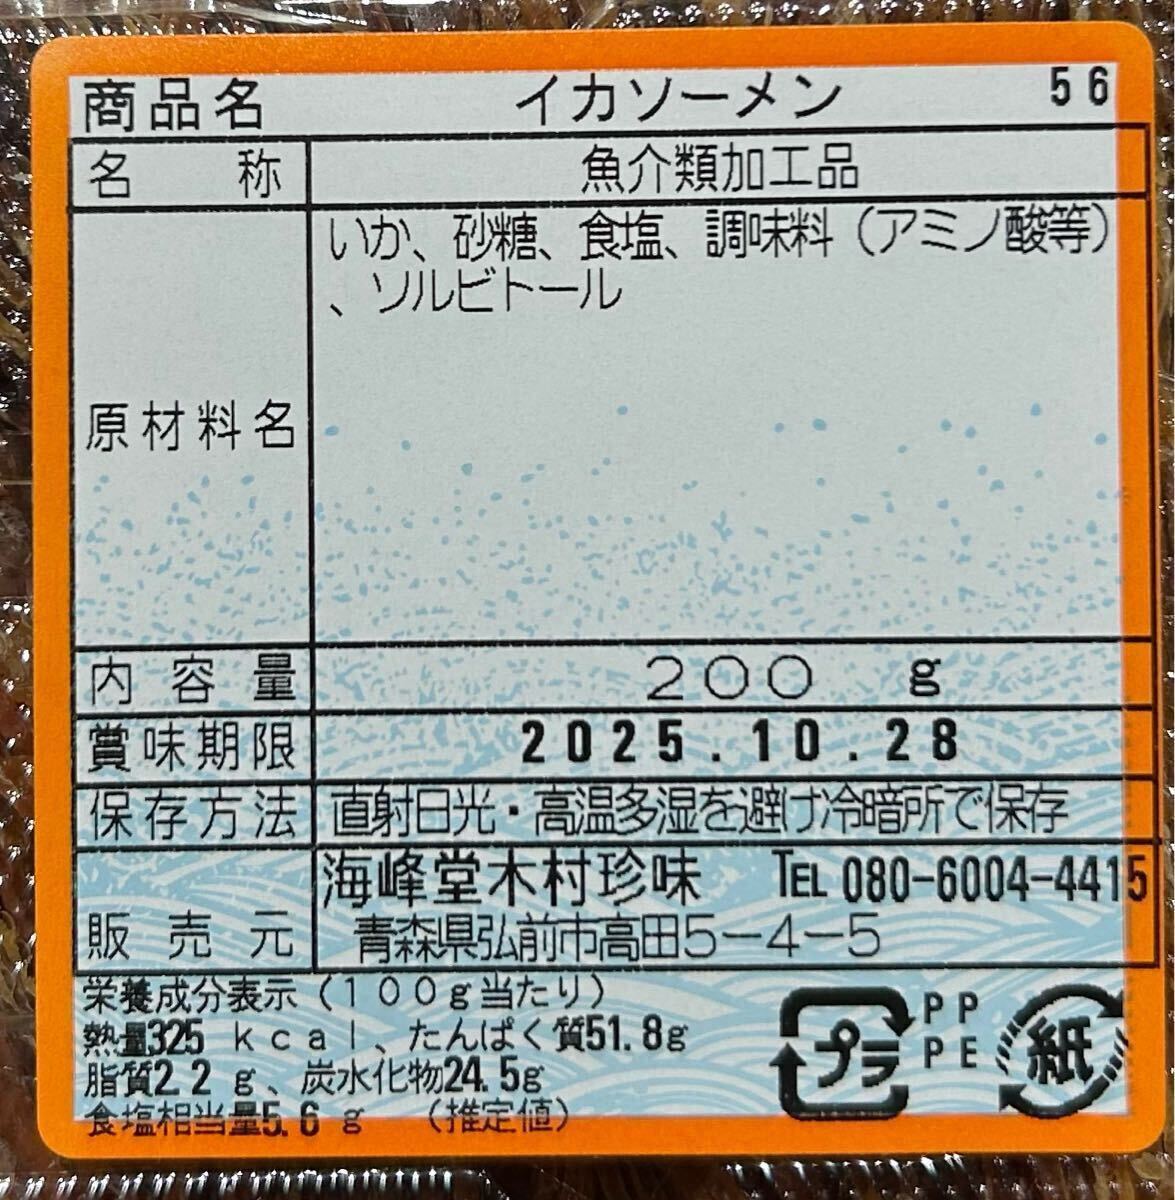 商品名 イカソーメン 56
名称 魚介類加工品
原材料名 いか、砂糖、食塩、調味料（アミノ酸等）
、ソルビトール
内容量 200 g
賞味期限 2025.10.28
保存方法 直射日光・高温多湿を避け冷暗所で保存
販売元 海峰堂木村珍味 TEL 080-6004-4415
青森県弘前市高田5-4-5
栄養成分表示（100g当たり）
熱量325 kcal、たんぱく質51.8g
脂質2.2 g、炭水化物24.5g
食塩相当量5.6 g （推定値）
プラ PP
PE
紙